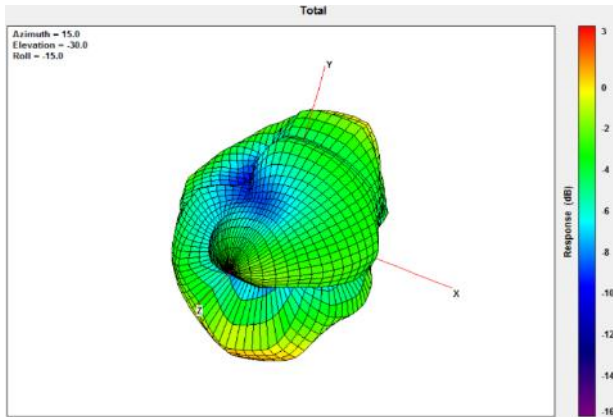 Total
Azimuth = 15.0
Elevation = -30.0
Roll = -15.0
Y
X
Z
3
0
-2
-4
-6
-8
-10
-12
-14
-16
Response (dB)